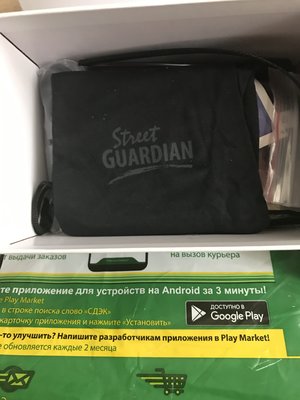 Street
GUARDIAN
выдачи заказов
на вызов курьера
те приложение для устройств на Android за 3 минуты!
е Play Market
в строке поиска слово «СДЭК»
карточку приложения и нажмите «Установить»
ДОСТУПНО В
Google Play
-то улучшить? Напишите разработчикам приложения в Play Market!
е обновляется каждые 2 месяца